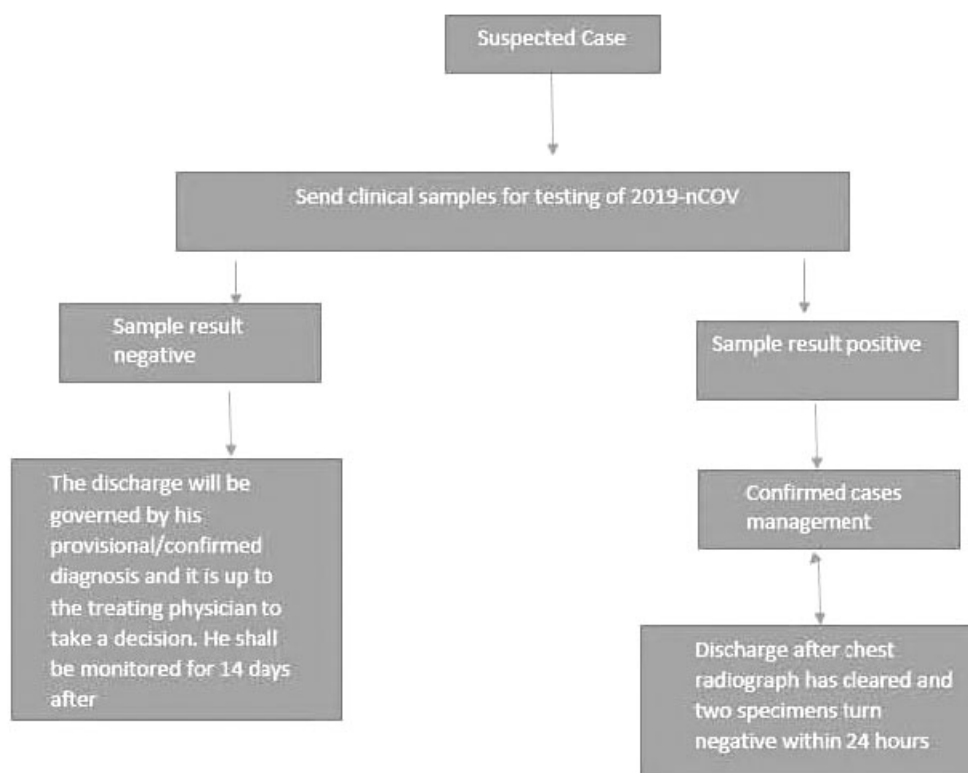 Suspected Case
Send clinical samples for testing of 2019-nCOV
Sample result
negative
Sample result positive
The discharge will be
governed by his
provisional/confirmed
diagnosis and it is up to
the treating physician to
take a decision. He shall
be monitored for 14 days
after
Confirmed cases
management
Discharge after chest
radiograph has cleared and
two specimens turn
negative within 24 hours